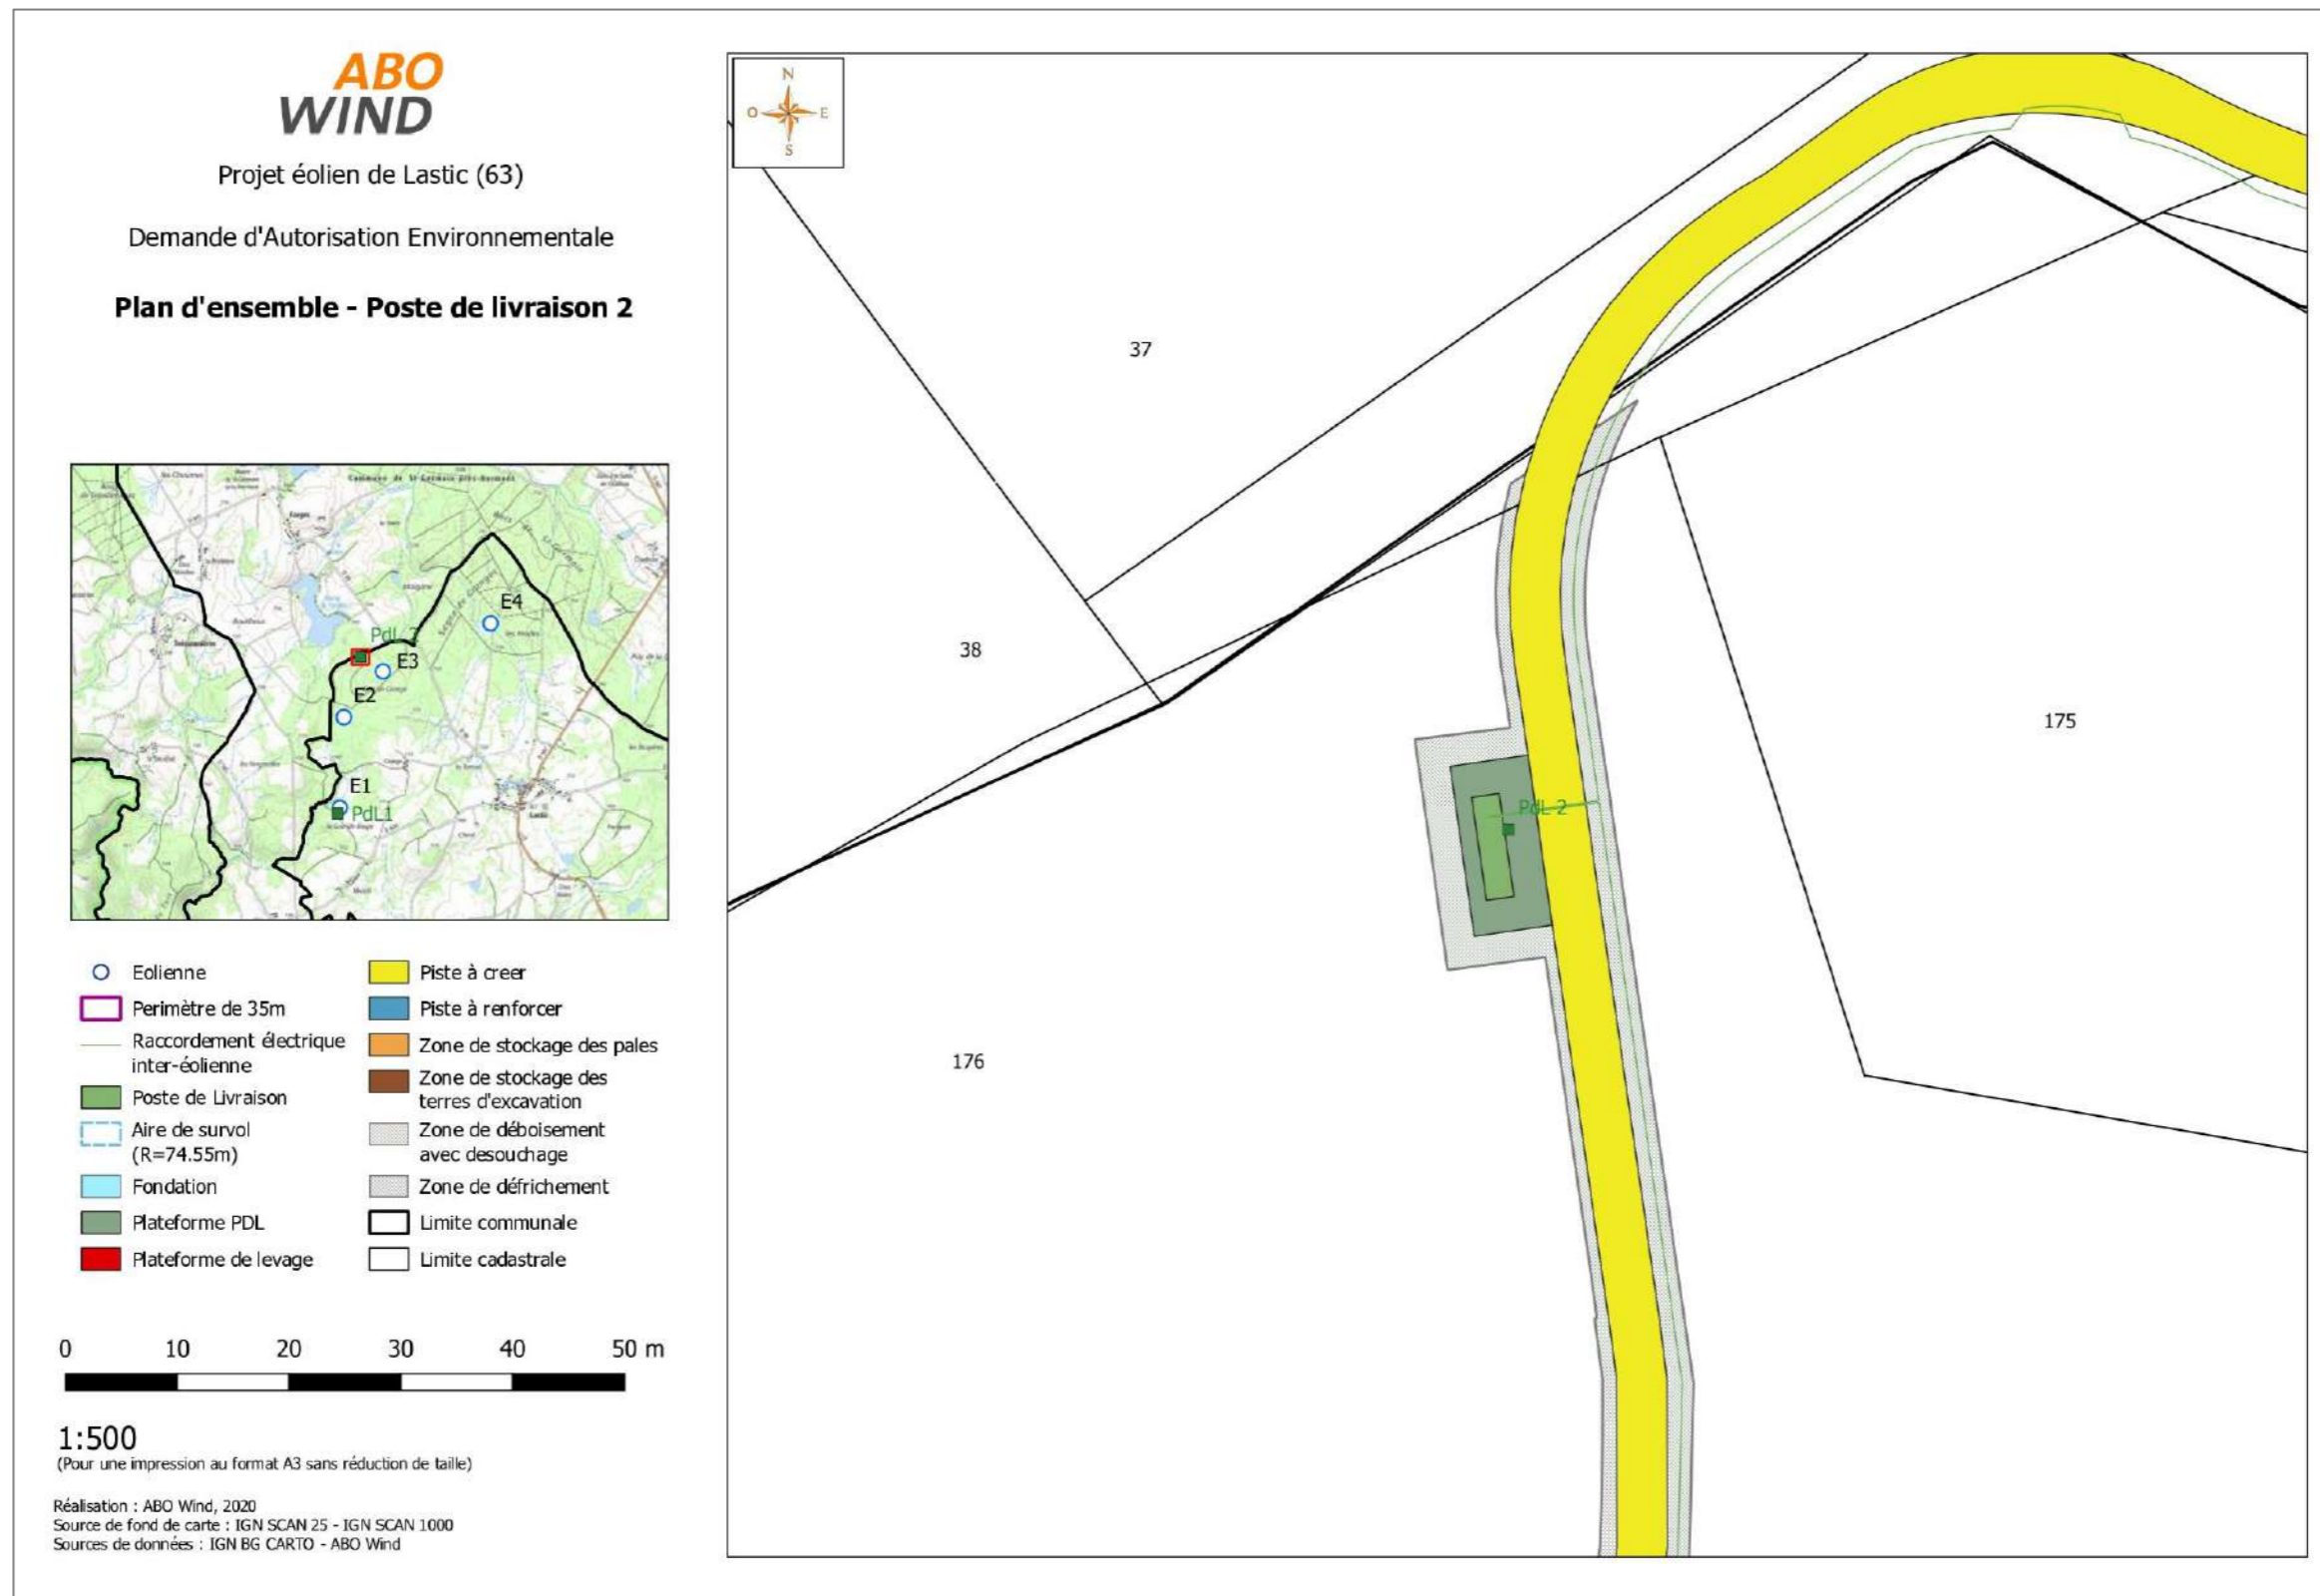 ABO
WIND
Projet éolien de Lastic (63)
Demande d'Autorisation Environnementale
Plan d'ensemble - Poste de livraison 2
Forges
E4
E3
E2
E1
PdL1
Lastic
Eolienne
Perimètre de 35m
Raccordement électrique
inter-éolienne
Poste de Livraison
Aire de survol
(R=74.55m)
Fondation
Plateforme PDL
Plateforme de levage
Piste à creer
Piste à renforcer
Zone de stockage des pales
Zone de stockage des
terres d'excavation
Zone de déboisement
avec desouchage
Zone de défrichement
Limite communale
Limite cadastrale
0 10 20 30 40 50 m
1:500
(Pour une impression au format A3 sans réduction de taille)
Réalisation : ABO Wind, 2020
Source de fond de carte : IGN SCAN 25 - IGN SCAN 1000
Sources de données : IGN BG CARTO - ABO Wind
N
O E
S
37
38
175
PdL 2
176